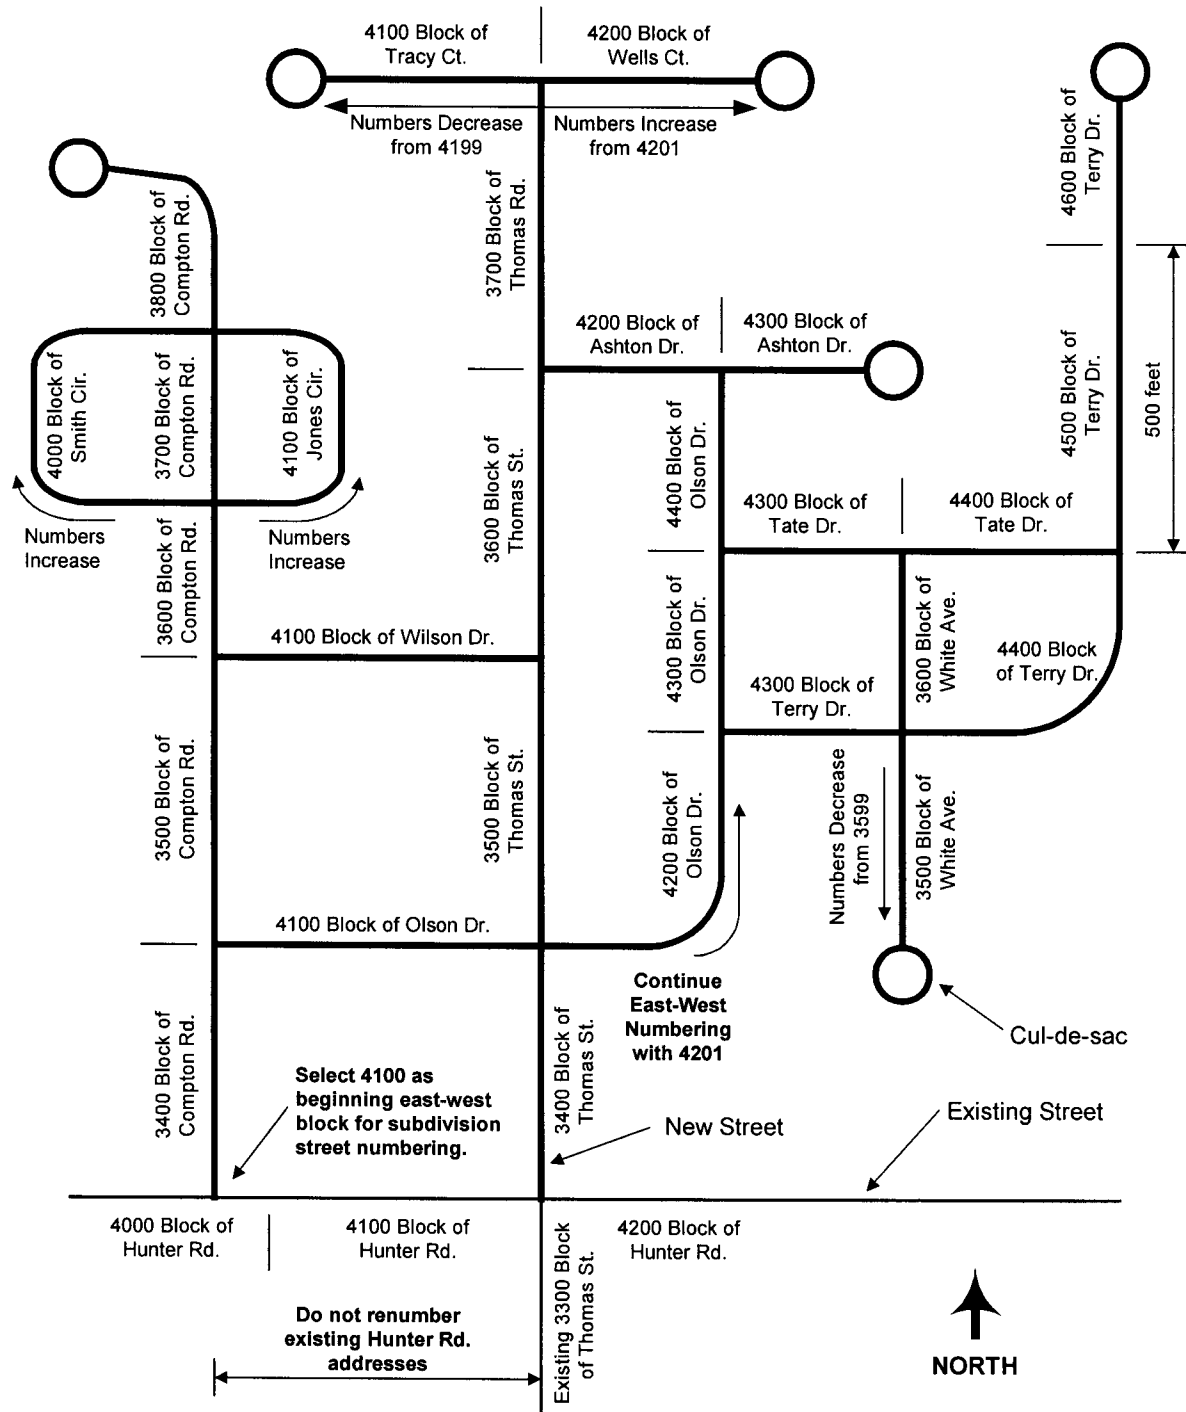 4100 Block of
Tracy Ct.
4200 Block of
Wells Ct.
Numbers Decrease
from 4199
Numbers Increase
from 4201
3800 Block of
Compton Rd.
3700 Block of
Thomas Rd.
4600 Block of
Terry Dr.
4200 Block of
Ashton Dr.
4300 Block of
Ashton Dr.
4000 Block of
Smith Cir.
3700 Block of
Compton Rd.
4100 Block of
Jones Cir.
4500 Block of
Terry Dr.
500 feet
Numbers
Increase
Numbers
Increase
3600 Block of
Compton Rd.
3600 Block of
Thomas St.
4400 Block of
Olson Dr.
4300 Block of
Tate Dr.
4400 Block of
Tate Dr.
4100 Block of Wilson Dr.
4300 Block of
Olson Dr.
3600 Block of
White Ave.
4400 Block
of Terry Dr.
4300 Block of
Terry Dr.
3500 Block of
Compton Rd.
3500 Block of
Thomas St.
4200 Block of
Olson Dr.
Numbers Decrease
from 3599
3500 Block of
White Ave.
4100 Block of Olson Dr.
Continue
East-West
Numbering
with 4201
Cul-de-sac
3400 Block of
Compton Rd.
Select 4100 as
beginning east-west
block for subdivision
street numbering.
3400 Block of
Thomas St.
New Street
Existing Street
4000 Block of
Hunter Rd.
4100 Block of
Hunter Rd.
4200 Block of
Hunter Rd.
Existing 3300 Block
of Thomas St.
Do not renumber
existing Hunter Rd.
addresses
NORTH